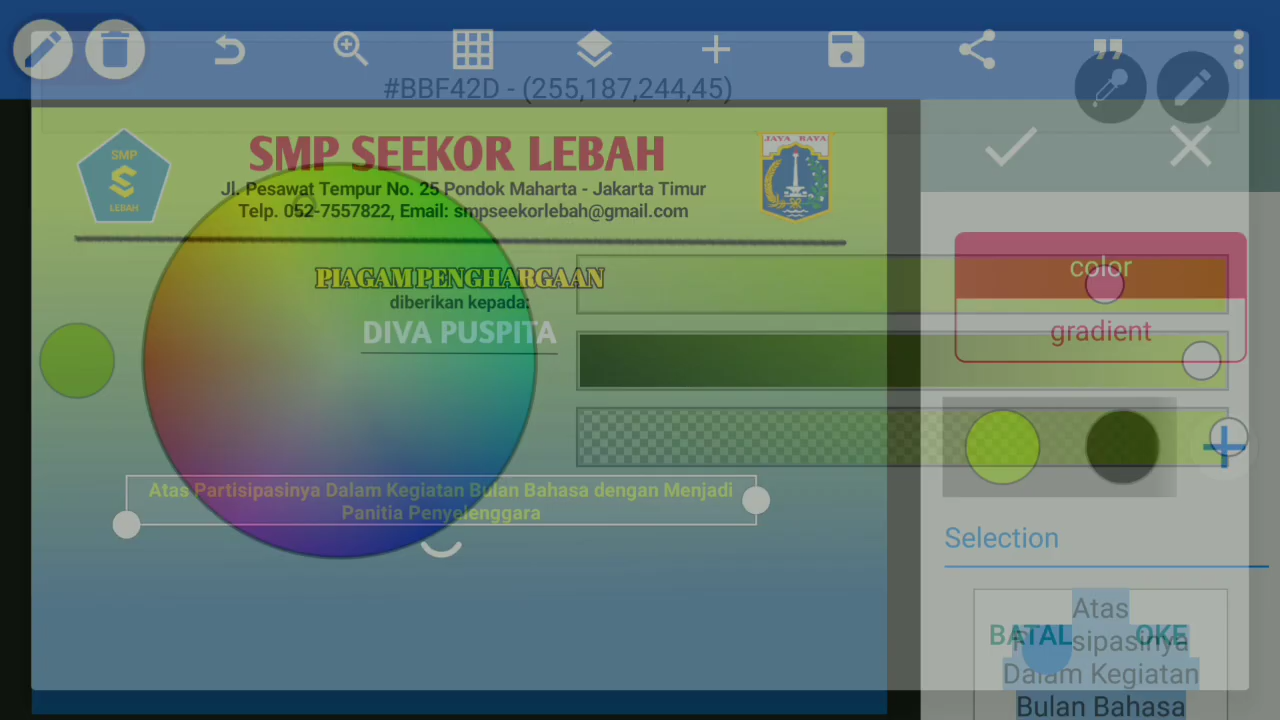 #BBF42D - (255,187,244,45)
JAVA RAYA
SMP
LEBAH
SMP SEEKOR LEBAH
Jl. Pesawat Tempur No. 25 Pondok Maharta - Jakarta Timur
Telp. 052-7557822, Email: smpseekorlebah@gmail.com
PIAGAM PENGHARGAAN
diberikan kepada:
DIVA PUSPITA
Atas Partisipasinya Dalam Kegiatan Bulan Bahasa dengan Menjadi
Panitia Penyelenggara
color
gradient
Selection
Atas
BATAL
OKE
sipasinya
Dalam Kegiatan
Bulan Bahasa